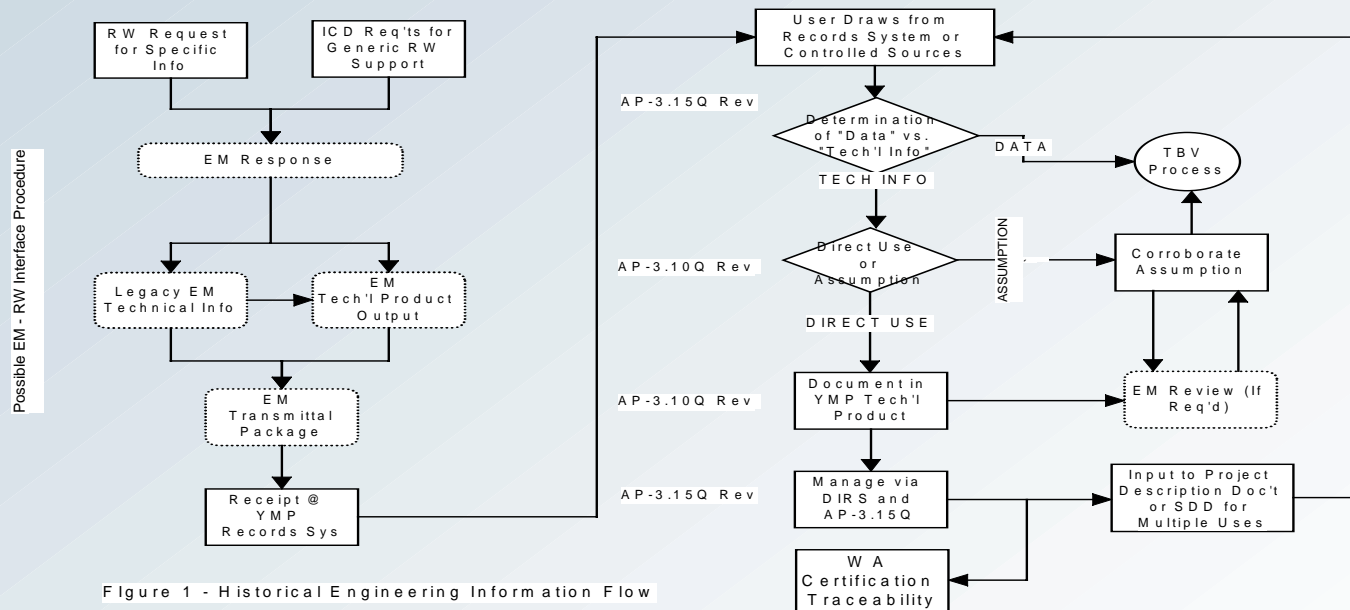 Possible EM - RW Interface Procedure
RW Request
for Specific
Info
ICD Req'ts for
Generic RW
Support
EM Response
Legacy EM
Technical Info
EM
Tech'l Product
Output
EM
Transmittal
Package
Receipt @
YMP
Records Sys
FIgure 1 - Historical Engineering Information Flow
User Draws from
Records System or
Controlled Sources
AP-3.15Q Rev
Determination
of "Data" vs.
"Tech'l Info"
DATA
TBV
Process
TECH INFO
AP-3.10Q Rev
Direct Use
or
Assumption
ASSUMPTION
Corroborate
Assumption
DIRECT USE
AP-3.10Q Rev
Document in
YMP Tech'l
Product
EM Review (If
Req'd)
AP-3.15Q Rev
Manage via
DIRS and
AP-3.15Q
Input to Project
Description Doc't
or SDD for
Multiple Uses
WA
Certification
Traceability